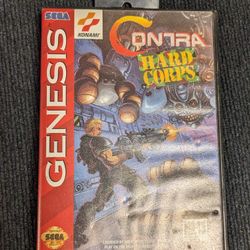 SEGA
KONAMI
CONTRA
HARD CORPS.
GENESIS
SEGA